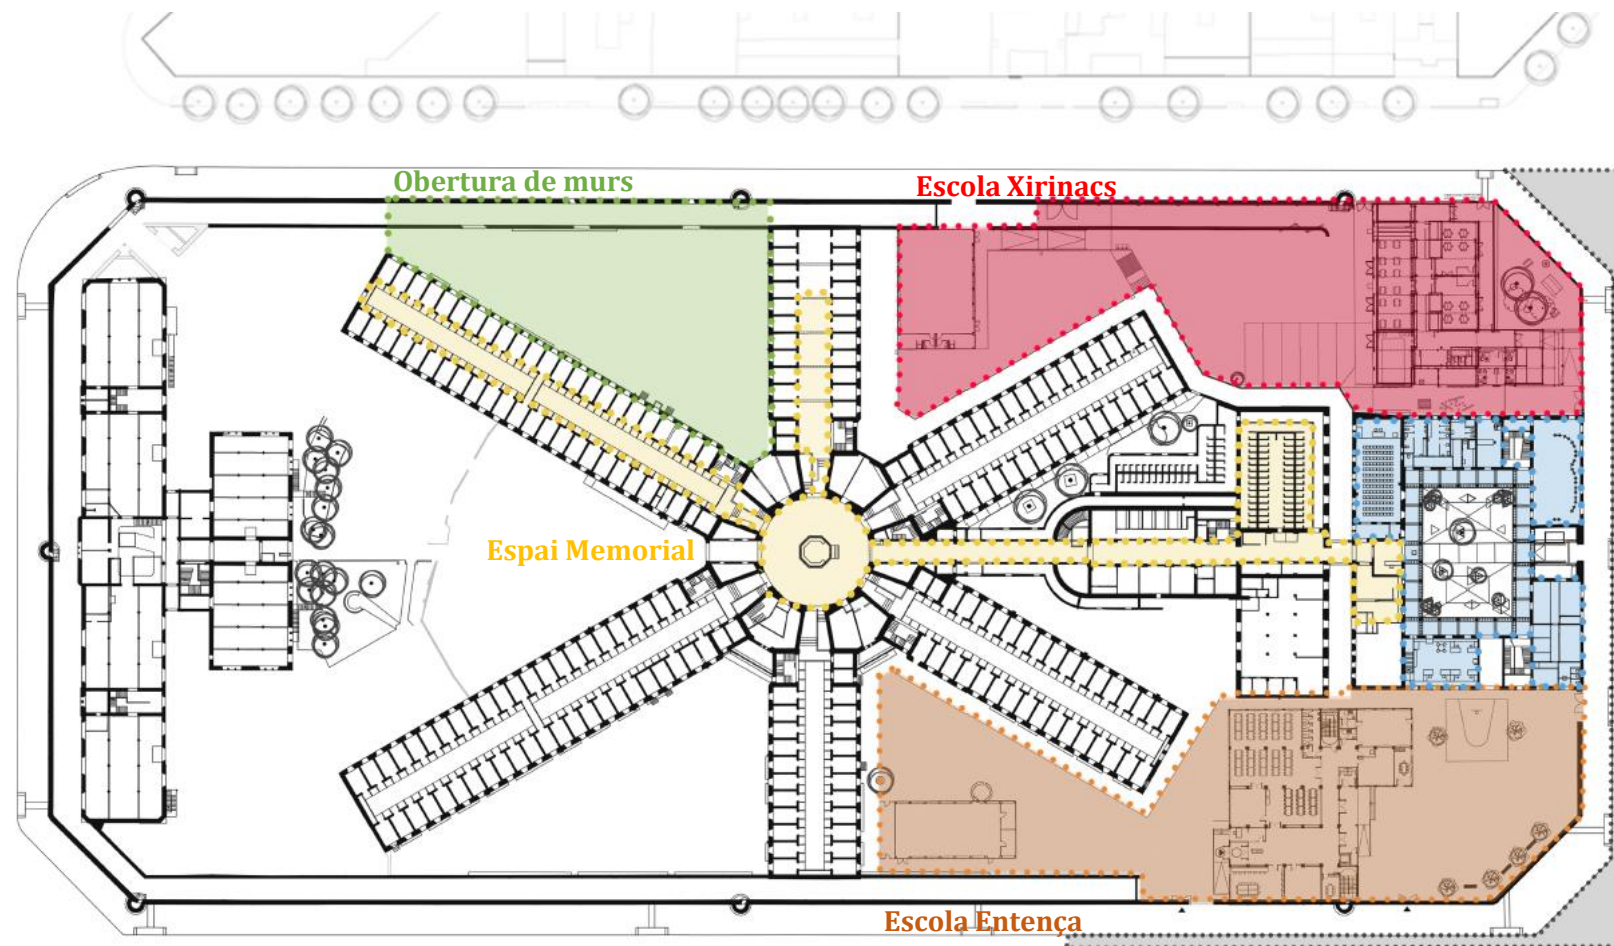 Obertura de murs
Escola Xirinacs
Espai Memorial
Escola Entença